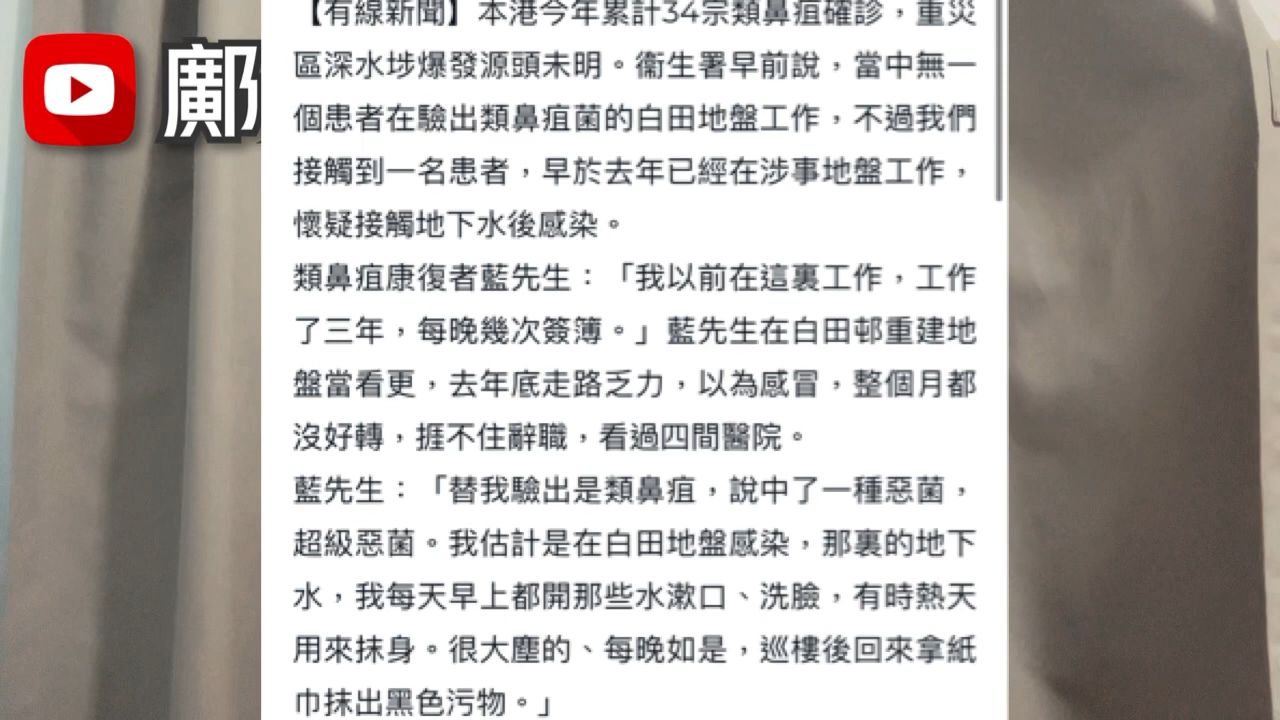 【有線新聞】本港今年累計34宗類鼻疽確診，重災
區深水埗爆發源頭未明。衞生署早前說，當中無一
個患者在驗出類鼻疽菌的白田地盤工作，不過我們
接觸到一名患者，早於去年已經在涉事地盤工作，
懷疑接觸地下水後感染。
類鼻疽康復者藍先生：「我以前在這裏工作，工作
了三年，每晚幾次簽簿。」藍先生在白田邨重建地
盤當看更，去年底走路乏力，以為感冒，整個月都
沒好轉，捱不住辭職，看過四間醫院。
藍先生：「替我驗出是類鼻疽，說中了一種惡菌，
超級惡菌。我估計是在白田地盤感染，那裏的地下
水，我每天早上都開那些水漱口、洗臉，有時熱天
用來抹身。很大塵的、每晚如是，巡樓後回來拿紙
巾抹出黑色污物。」